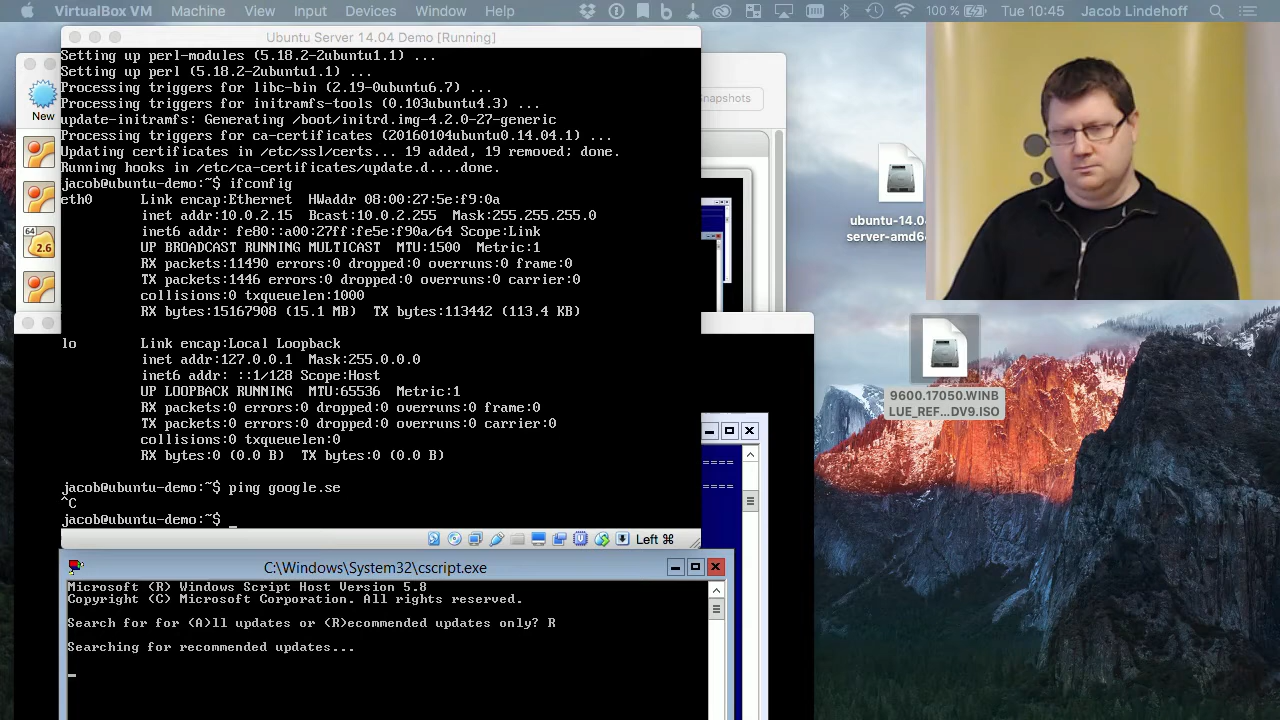 VirtualBox VM Machine View Input Devices Window Help 100 % Tue 10:45 Jacob Lindehoff
Ubuntu Server 14.04 Demo [Running]
Setting up perl-modules (5.18.2-2ubuntu1.1) ...
Setting up perl (5.18.2-2ubuntu1.1) ...
Processing triggers for libc-bin (2.19-0ubuntu6.7) ...
Processing triggers for initramfs-tools (0.103ubuntu4.3) ...
update-initramfs: Generating /boot/initrd.img-4.2.0-27-generic
Processing triggers for ca-certificates (20160104ubuntu0.14.04.1) ...
Updating certificates in /etc/ssl/certs... 19 added, 19 removed; done.
Running hooks in /etc/ca-certificates/update.d....done.
jacob@ubuntu-demo:~$ ifconfig
eth0 Link encap:Ethernet HWaddr 08:00:27:5e:f9:0a
inet addr:10.0.2.15 Bcast:10.0.2.255 Mask:255.255.255.0
inet6 addr: fe80::a00:27ff:fe5e:f90a/64 Scope:Link
UP BROADCAST RUNNING MULTICAST MTU:1500 Metric:1
RX packets:11490 errors:0 dropped:0 overruns:0 frame:0
TX packets:1446 errors:0 dropped:0 overruns:0 carrier:0
collisions:0 txqueuelen:1000
RX bytes:15167908 (15.1 MB) TX bytes:113442 (113.4 KB)
lo Link encap:Local Loopback
inet addr:127.0.0.1 Mask:255.0.0.0
inet6 addr: ::1/128 Scope:Host
UP LOOPBACK RUNNING MTU:65536 Metric:1
RX packets:0 errors:0 dropped:0 overruns:0 frame:0
TX packets:0 errors:0 dropped:0 overruns:0 carrier:0
collisions:0 txqueuelen:0
RX bytes:0 (0.0 B) TX bytes:0 (0.0 B)
jacob@ubuntu-demo:~$ ping google.se
^C
jacob@ubuntu-demo:~$ _
Left ⌘
New
64
2.6
napshots
====
====
ubuntu-14.0
server-amd6
9600.17050.WINB
LUE_REF...DV9.ISO
C:\Windows\System32\cscript.exe
Microsoft (R) Windows Script Host Version 5.8
Copyright (C) Microsoft Corporation. All rights reserved.
Search for for (A)ll updates or (R)ecommended updates only? R
Searching for recommended updates...